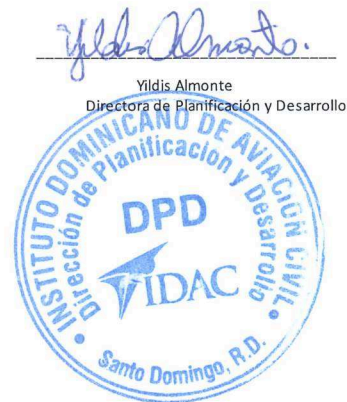 Yildis Almonte.
Yildis Almonte
Directora de Planificación y Desarrollo
INSTITUTO DOMINICANO DE AVIACIÓN CIVIL
Dirección de Planificacion y Desarrollo
DPD
IDAC
Santo Domingo, R.D.